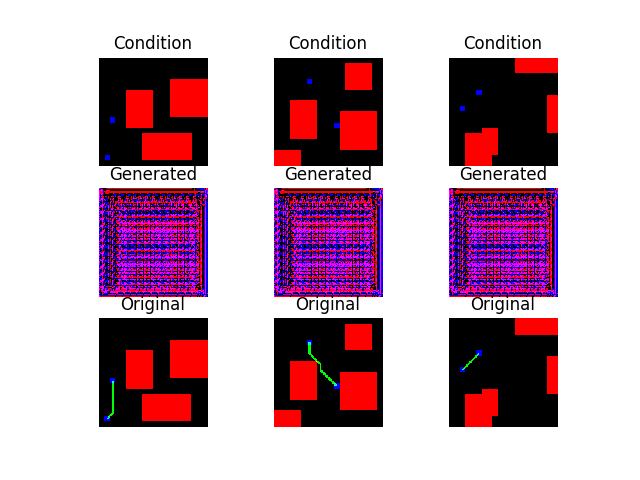 Condition
Condition
Condition
Generated
Generated
Generated
Original
Original
Original